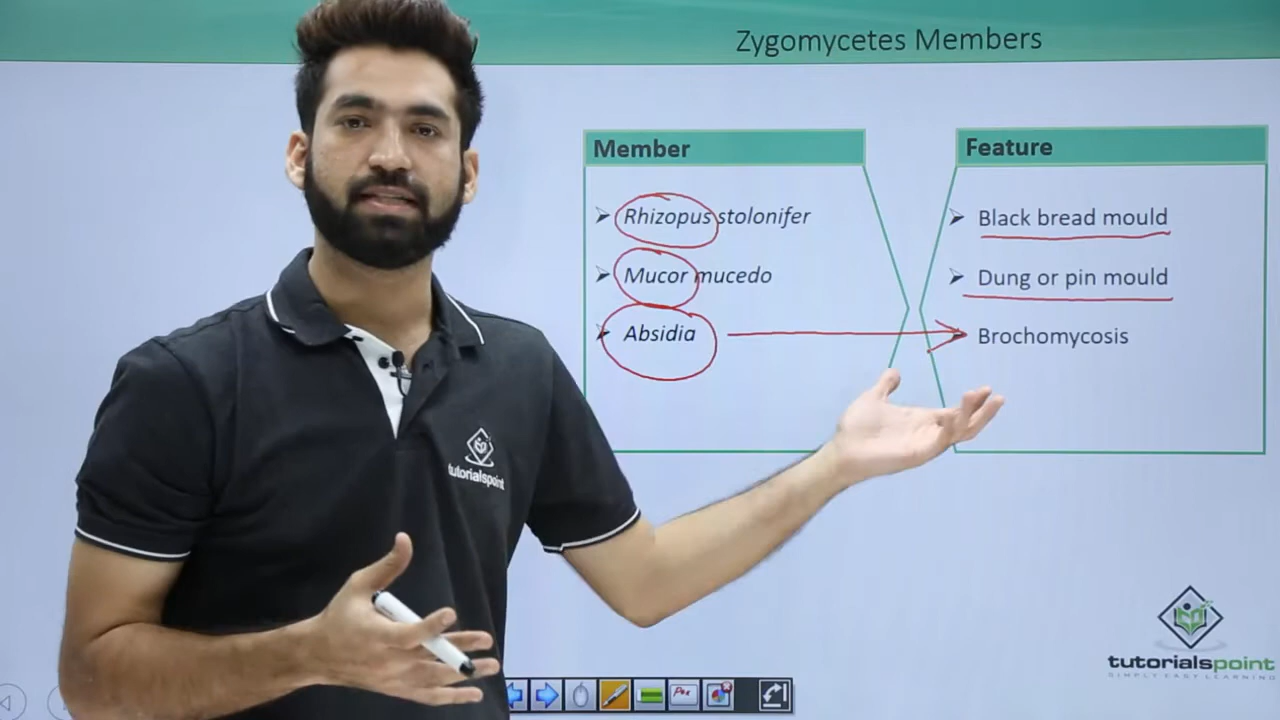 Zygomycetes Members
Member
Feature
Rhizopus stolonifer
Black bread mould
Mucor mucedo
Dung or pin mould
Absidia
Brochomycosis
tutorialspoint
tutorialspoint
SIMPLY EASY LEARNING
Pen